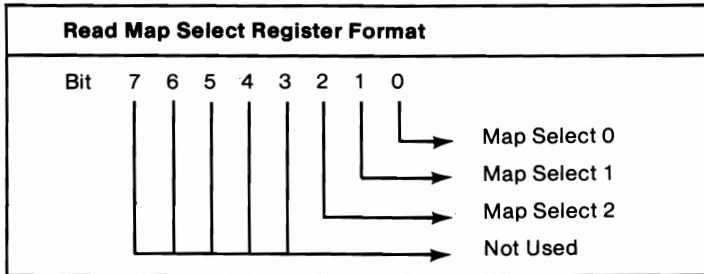 Read Map Select Register Format
Bit 7 6 5 4 3 2 1 0
Map Select 0
Map Select 1
Map Select 2
Not Used